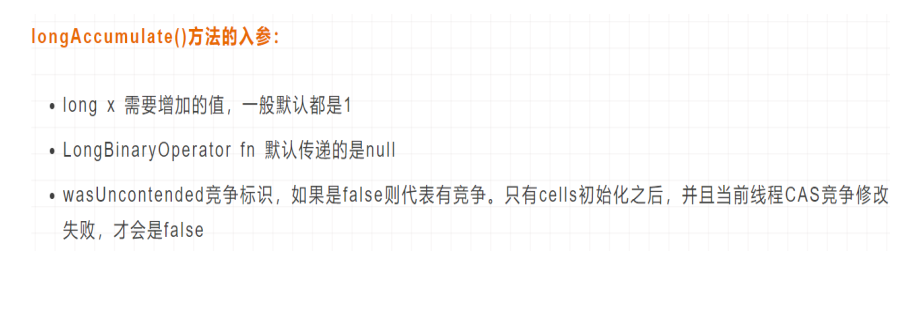 longAccumulate()方法的入参：
• long x 需要增加的值，一般默认都是1
• LongBinaryOperator fn 默认传递的是null
• wasUncontended竞争标识，如果是false则代表有竞争。只有cells初始化之后，并且当前线程CAS竞争修改
失败，才会是false